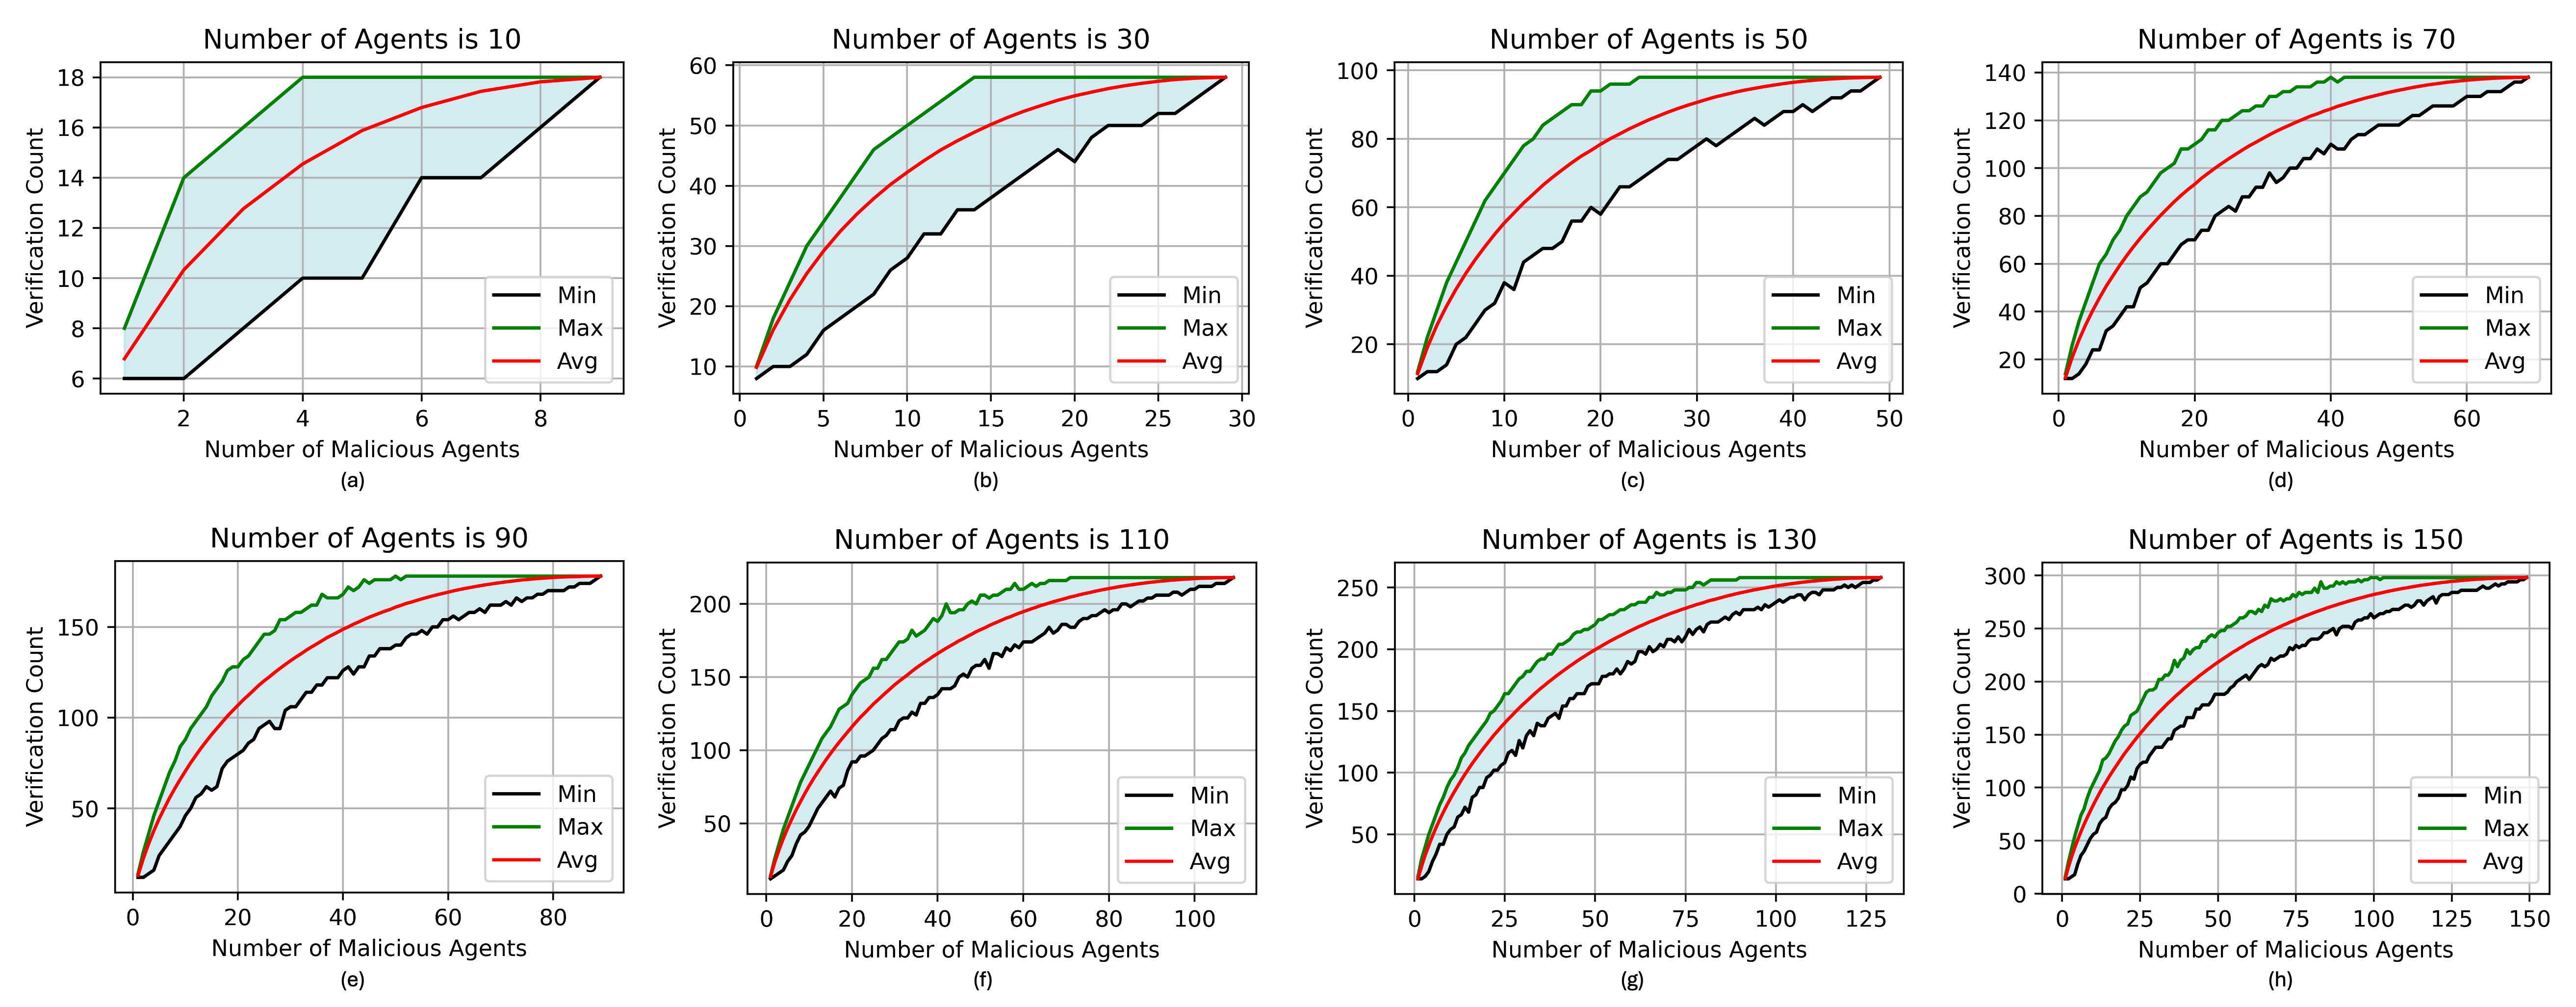 Number of Agents is 10
Verification Count
18
16
14
12
10
8
6
Min
Max
Avg
2 4 6 8
Number of Malicious Agents
(a)
Number of Agents is 30
Verification Count
60
50
40
30
20
10
Min
Max
Avg
0 5 10 15 20 25 30
Number of Malicious Agents
(b)
Number of Agents is 50
Verification Count
100
80
60
40
20
Min
Max
Avg
0 10 20 30 40 50
Number of Malicious Agents
(c)
Number of Agents is 70
Verification Count
140
120
100
80
60
40
20
Min
Max
Avg
0 20 40 60
Number of Malicious Agents
(d)
Number of Agents is 90
Verification Count
150
100
50
Min
Max
Avg
0 20 40 60 80
Number of Malicious Agents
(e)
Number of Agents is 110
Verification Count
200
150
100
50
Min
Max
Avg
0 20 40 60 80 100
Number of Malicious Agents
(f)
Number of Agents is 130
Verification Count
250
200
150
100
50
Min
Max
Avg
0 25 50 75 100 125
Number of Malicious Agents
(g)
Number of Agents is 150
Verification Count
300
250
200
150
100
50
0
Min
Max
Avg
0 25 50 75 100 125 150
Number of Malicious Agents
(h)